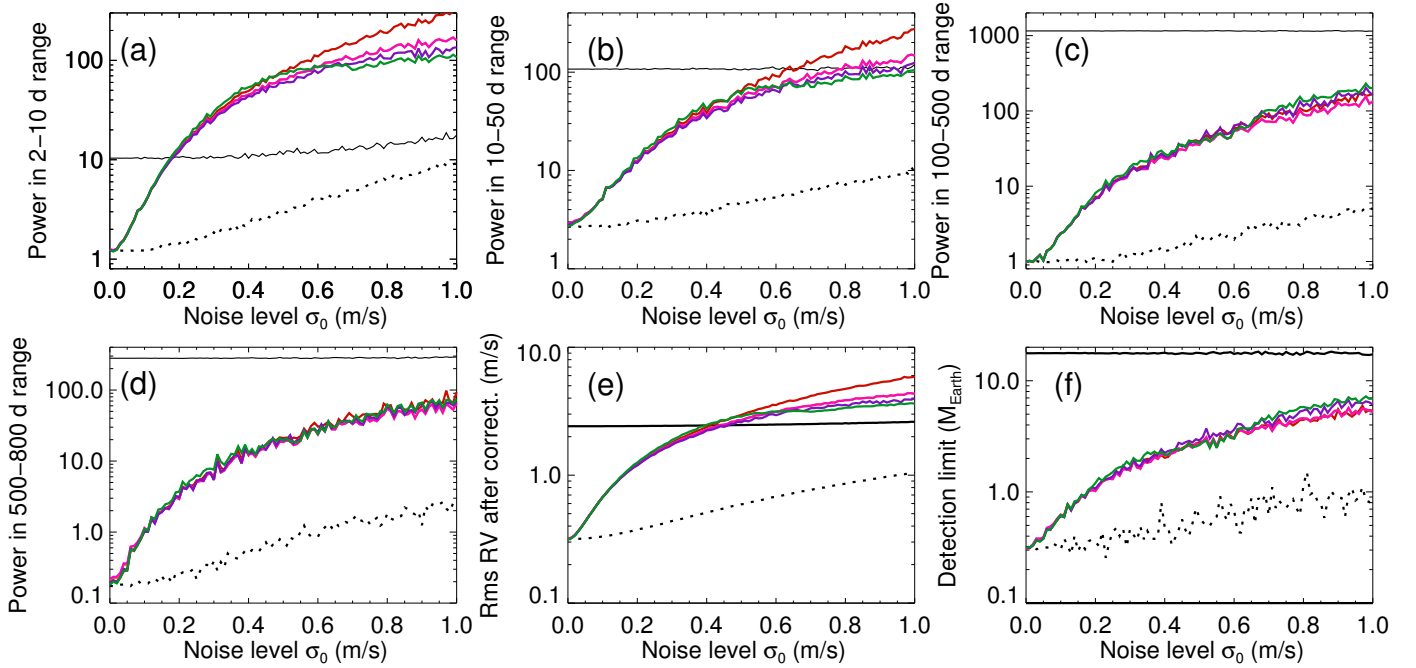 (a)
Power in 2–10 d range
100
10
1
0.0 0.2 0.4 0.6 0.8 1.0
Noise level σ₀ (m/s)
(b)
Power in 10–50 d range
100
10
1
0.0 0.2 0.4 0.6 0.8 1.0
Noise level σ₀ (m/s)
(c)
Power in 100–500 d range
1000
100
10
1
0.0 0.2 0.4 0.6 0.8 1.0
Noise level σ₀ (m/s)
(d)
Power in 500–800 d range
100.0
10.0
1.0
0.1
0.0 0.2 0.4 0.6 0.8 1.0
Noise level σ₀ (m/s)
(e)
Rms RV after correct. (m/s)
10.0
1.0
0.1
0.0 0.2 0.4 0.6 0.8 1.0
Noise level σ₀ (m/s)
(f)
Detection limit (M_Earth)
10.0
1.0
0.1
0.0 0.2 0.4 0.6 0.8 1.0
Noise level σ₀ (m/s)